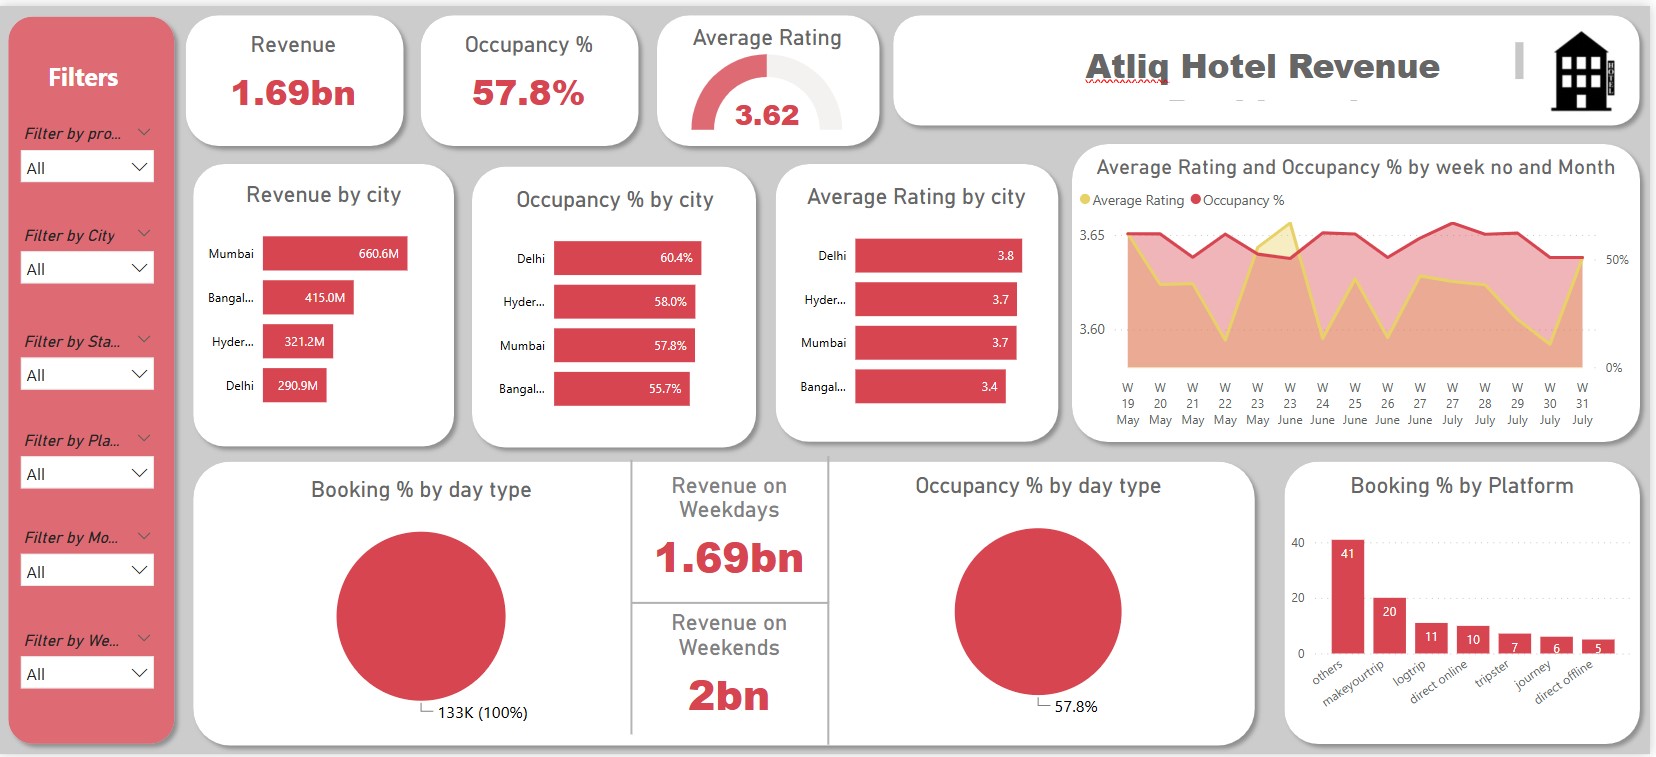 Filters
Filter by pro...
All
Filter by City
All
Filter by Sta...
All
Filter by Pla...
All
Filter by Mo...
All
Filter by We...
All
Revenue
1.69bn
Occupancy %
57.8%
Average Rating
3.62
Atliq Hotel Revenue
HOTEL
Revenue by city
Mumbai 660.6M
Bangal... 415.0M
Hyder... 321.2M
Delhi 290.9M
Occupancy % by city
Delhi 60.4%
Hyder... 58.0%
Mumbai 57.8%
Bangal... 55.7%
Average Rating by city
Delhi 3.8
Hyder... 3.7
Mumbai 3.7
Bangal... 3.4
Average Rating and Occupancy % by week no and Month
Average Rating Occupancy %
3.65
50%
3.60
0%
W W W W W W W W W W W W W W W
19 20 21 22 23 23 24 25 26 27 27 28 29 30 31
May May May May May June June June June June July July July July July
Booking % by day type
133K (100%)
Revenue on
Weekdays
1.69bn
Revenue on
Weekends
2bn
Occupancy % by day type
57.8%
Booking % by Platform
40
20
0
41 20 11 10 7 6 5
others
makeyourtrip
logtrip
direct online
tripster
journey
direct offline